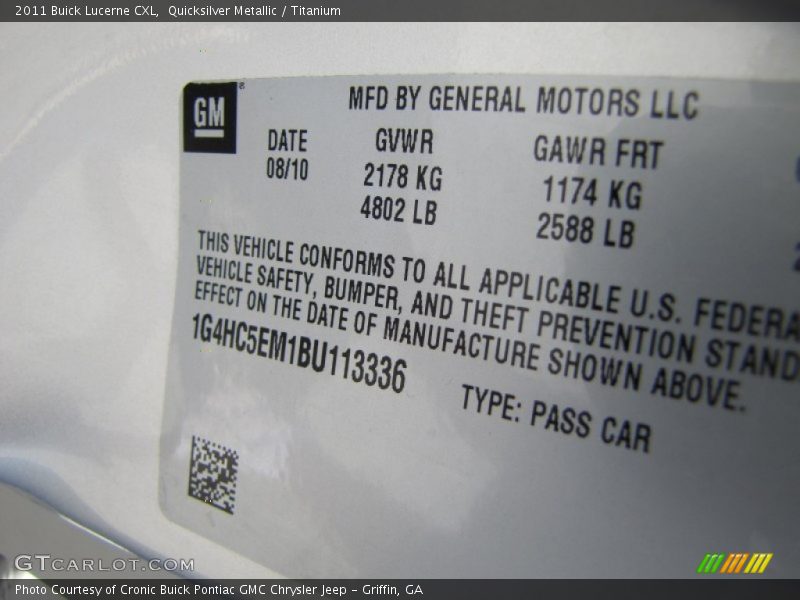 2011 Buick Lucerne CXL,  Quicksilver Metallic / Titanium
GM ®
MFD BY GENERAL MOTORS LLC
DATE GVWR GAWR FRT
08/10 2178 KG 1174 KG
4802 LB 2588 LB
THIS VEHICLE CONFORMS TO ALL APPLICABLE U.S. FEDERA
VEHICLE SAFETY, BUMPER, AND THEFT PREVENTION STAND
EFFECT ON THE DATE OF MANUFACTURE SHOWN ABOVE.
1G4HC5EM1BU113336
TYPE: PASS CAR
GTCARLOT.COM
Photo Courtesy of Cronic Buick Pontiac GMC Chrysler Jeep - Griffin, GA